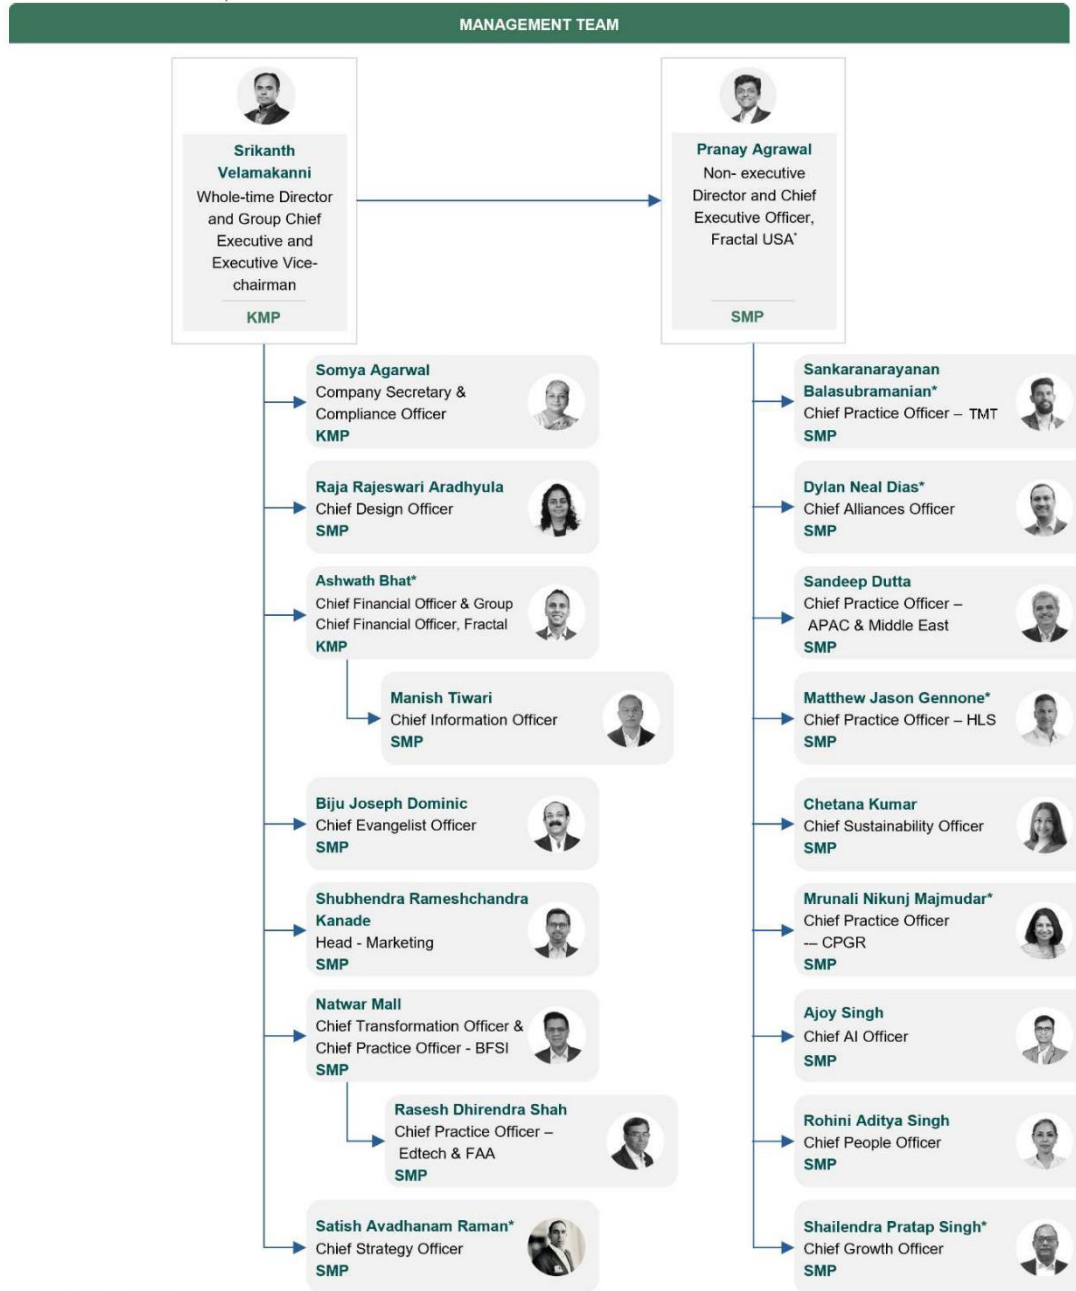 MANAGEMENT TEAM
Srikanth
Velamakanni
Whole-time Director
and Group Chief
Executive and
Executive Vice-
chairman
KMP
Pranay Agrawal
Non- executive
Director and Chief
Executive Officer,
Fractal USA*
SMP
Somya Agarwal
Company Secretary &
Compliance Officer
KMP
Raja Rajeswari Aradhyula
Chief Design Officer
SMP
Ashwath Bhat*
Chief Financial Officer & Group
Chief Financial Officer, Fractal
KMP
Manish Tiwari
Chief Information Officer
SMP
Biju Joseph Dominic
Chief Evangelist Officer
SMP
Shubhendra Rameshchandra
Kanade
Head - Marketing
SMP
Natwar Mall
Chief Transformation Officer &
Chief Practice Officer - BFSI
SMP
Rasesh Dhirendra Shah
Chief Practice Officer –
Edtech & FAA
SMP
Satish Avadhanam Raman*
Chief Strategy Officer
SMP
Sankaranarayanan
Balasubramanian*
Chief Practice Officer – TMT
SMP
Dylan Neal Dias*
Chief Alliances Officer
SMP
Sandeep Dutta
Chief Practice Officer –
APAC & Middle East
SMP
Matthew Jason Gennone*
Chief Practice Officer – HLS
SMP
Chetana Kumar
Chief Sustainability Officer
SMP
Mrunali Nikunj Majmudar*
Chief Practice Officer
-– CPGR
SMP
Ajoy Singh
Chief AI Officer
SMP
Rohini Aditya Singh
Chief People Officer
SMP
Shailendra Pratap Singh*
Chief Growth Officer
SMP